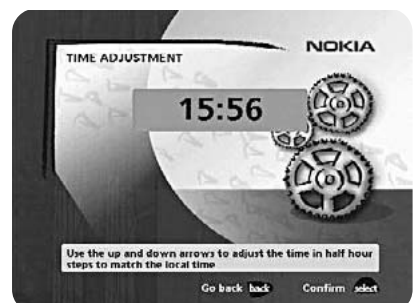 NOKIA
TIME ADJUSTMENT
15:56
Use the up and down arrows to adjust the time in half hour
steps to match the local time
Go back back Confirm select